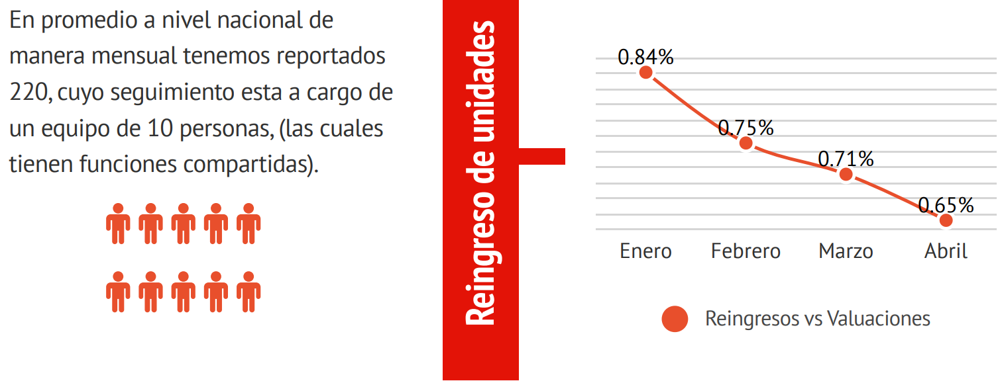 En promedio a nivel nacional de
manera mensual tenemos reportados
220, cuyo seguimiento esta a cargo de
un equipo de 10 personas, (las cuales
tienen funciones compartidas).
Reingreso de unidades
0.84%
0.75%
0.71%
0.65%
Enero Febrero Marzo Abril
Reingresos vs Valuaciones